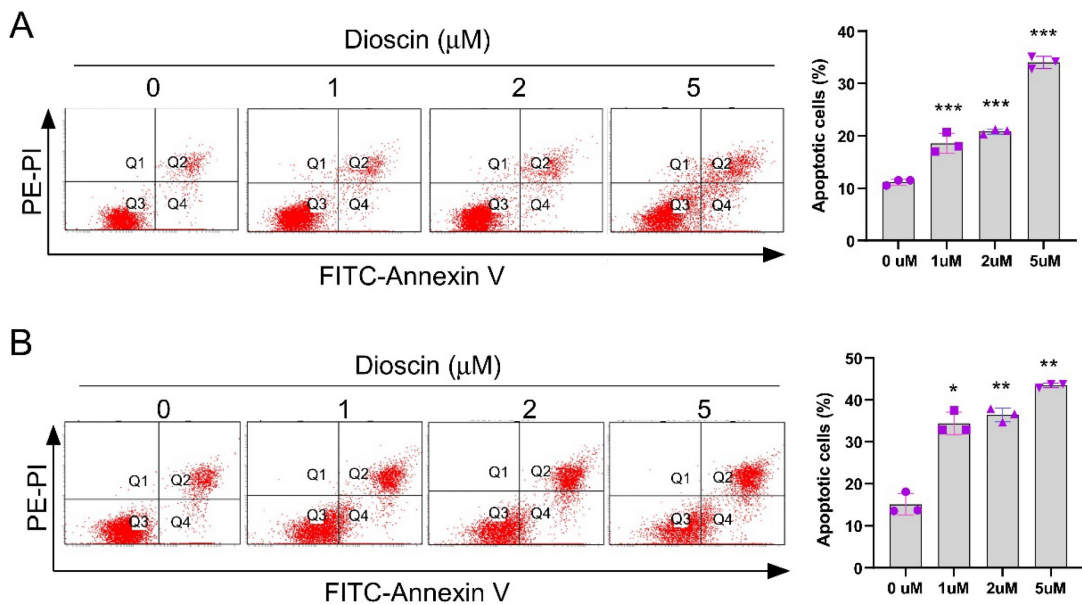 A
Dioscin (μM)
0 1 2 5
PE-PI
Q1 Q2 Q1 Q2 Q1 Q2 Q1 Q2
Q3 Q4 Q3 Q4 Q3 Q4 Q3 Q4
FITC-Annexin V
Apoptotic cells (%)
40
30
20
10
0
*** *** ***
0 uM 1uM 2uM 5uM
B
Dioscin (μM)
0 1 2 5
PE-PI
Q1 Q2 Q1 Q2 Q1 Q2 Q1 Q2
Q3 Q4 Q3 Q4 Q3 Q4 Q3 Q4
FITC-Annexin V
Apoptotic cells (%)
50
40
30
20
10
0
* ** **
0 uM 1uM 2uM 5uM